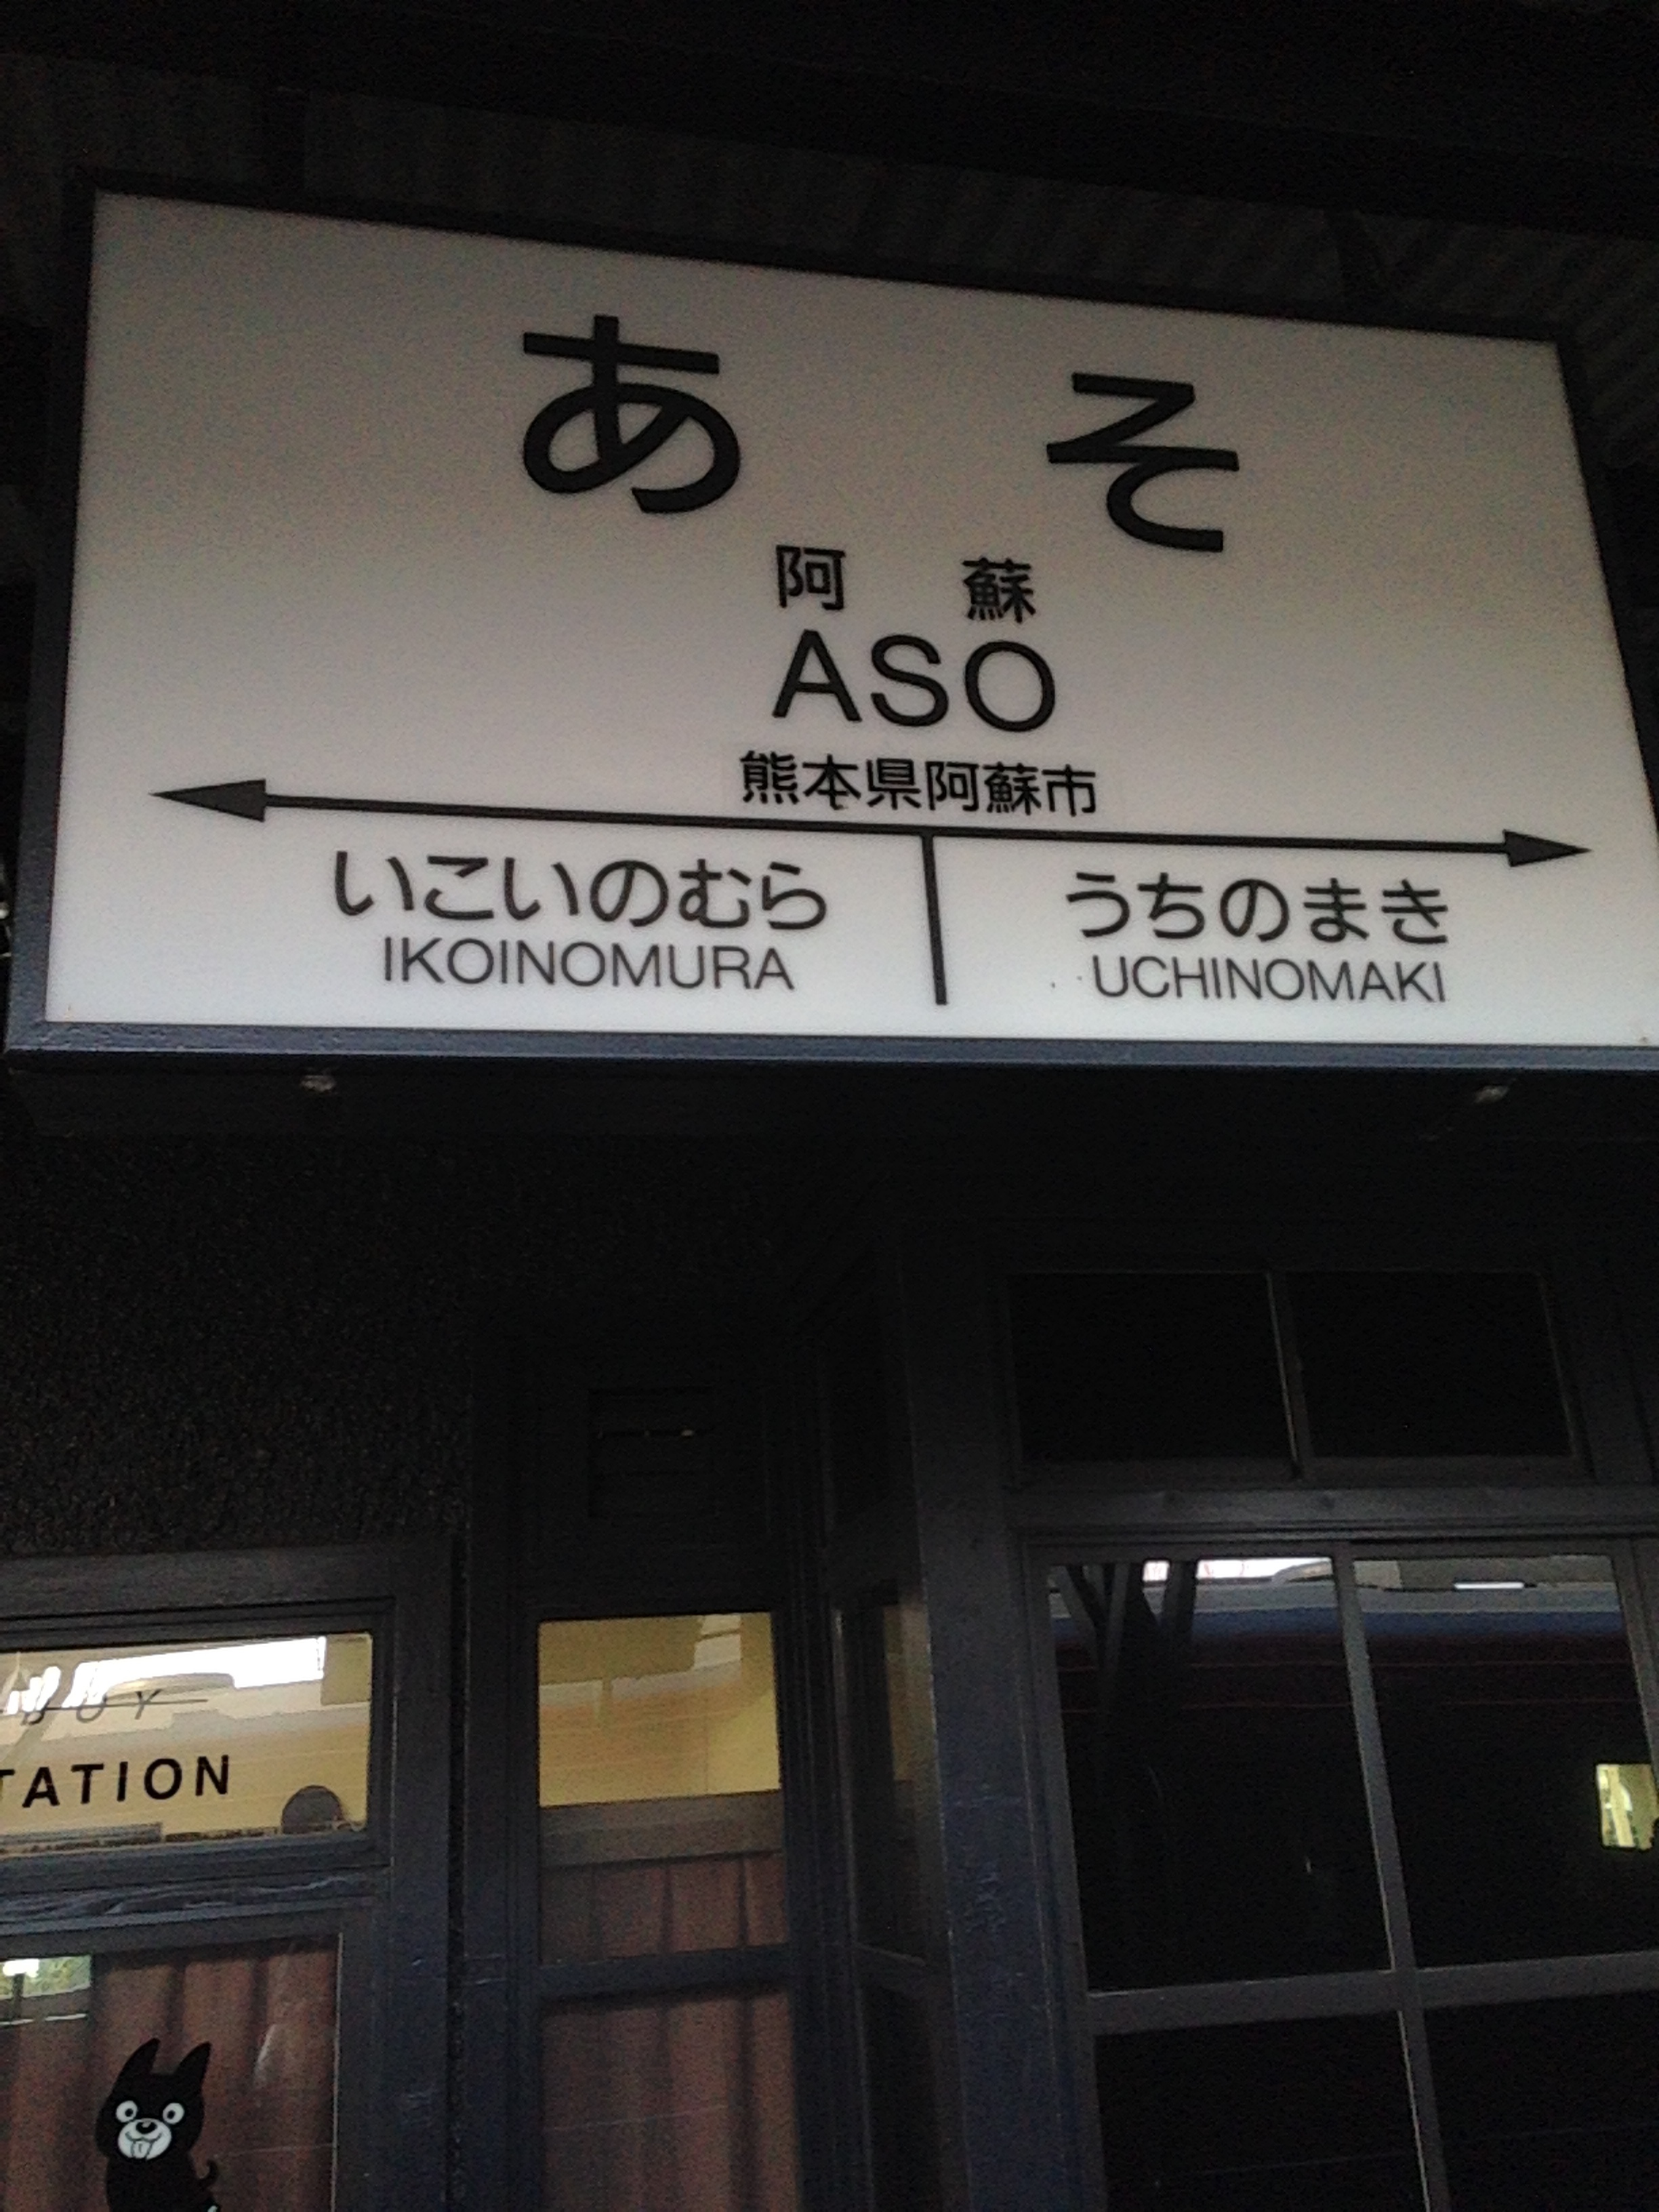 あそ
阿蘇
ASO
熊本県阿蘇市
いこいのむら
IKOINOMURA
うちのまき
UCHINOMAKI
TATION